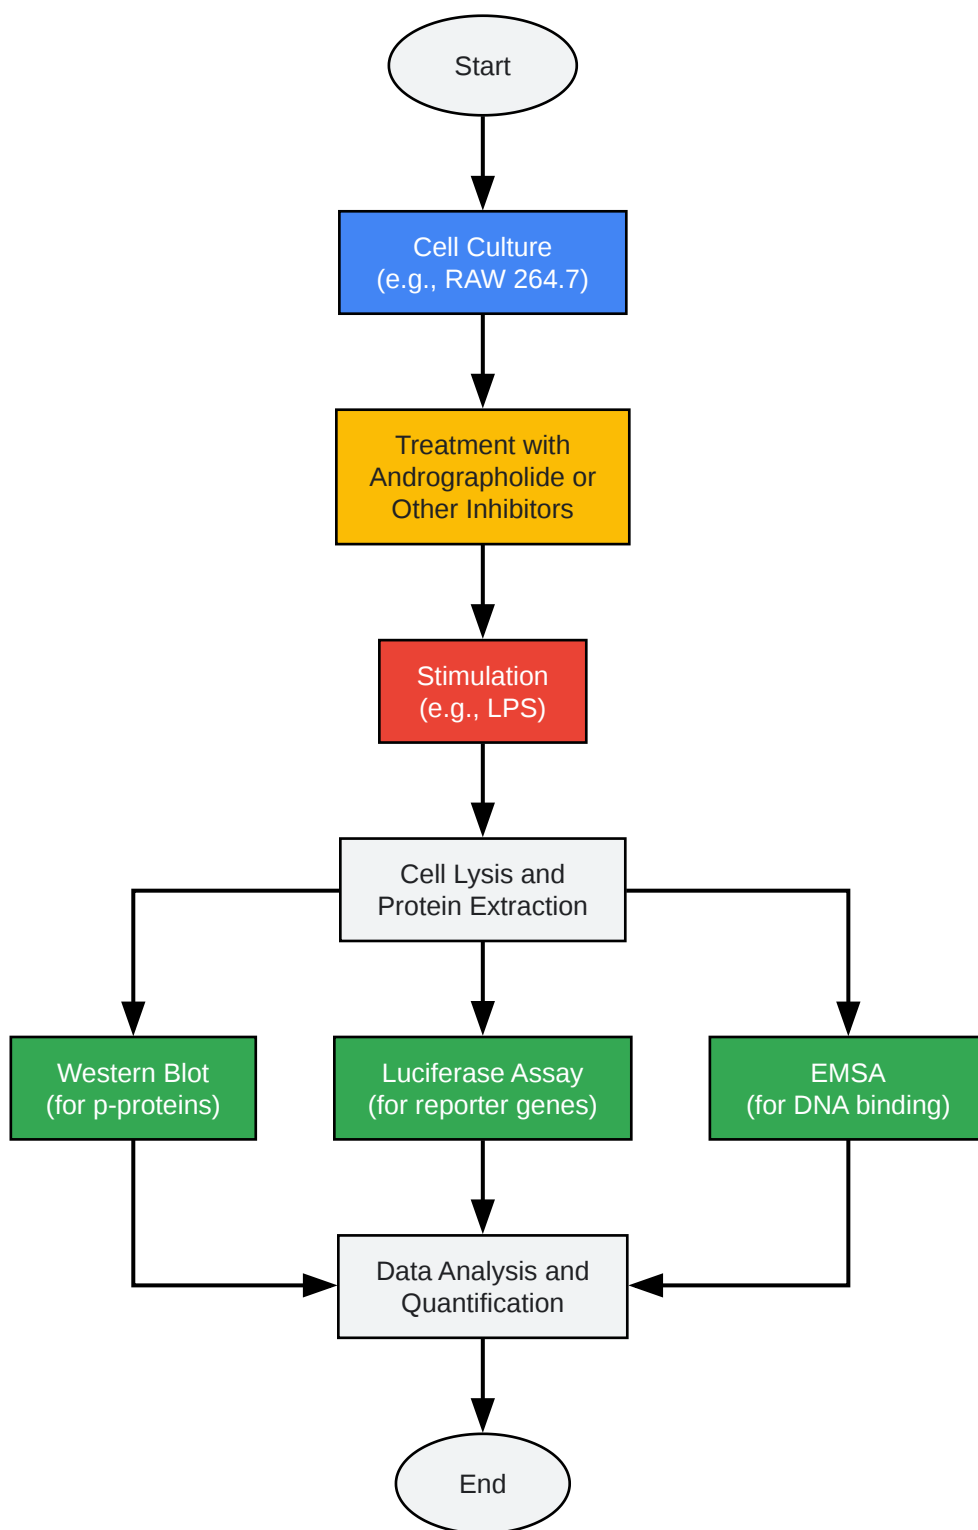 Start
Cell Culture
(e.g., RAW 264.7)
Treatment with
Andrographolide or
Other Inhibitors
Stimulation
(e.g., LPS)
Cell Lysis and
Protein Extraction
Western Blot
(for p-proteins)
Luciferase Assay
(for reporter genes)
EMSA
(for DNA binding)
Data Analysis and
Quantification
End